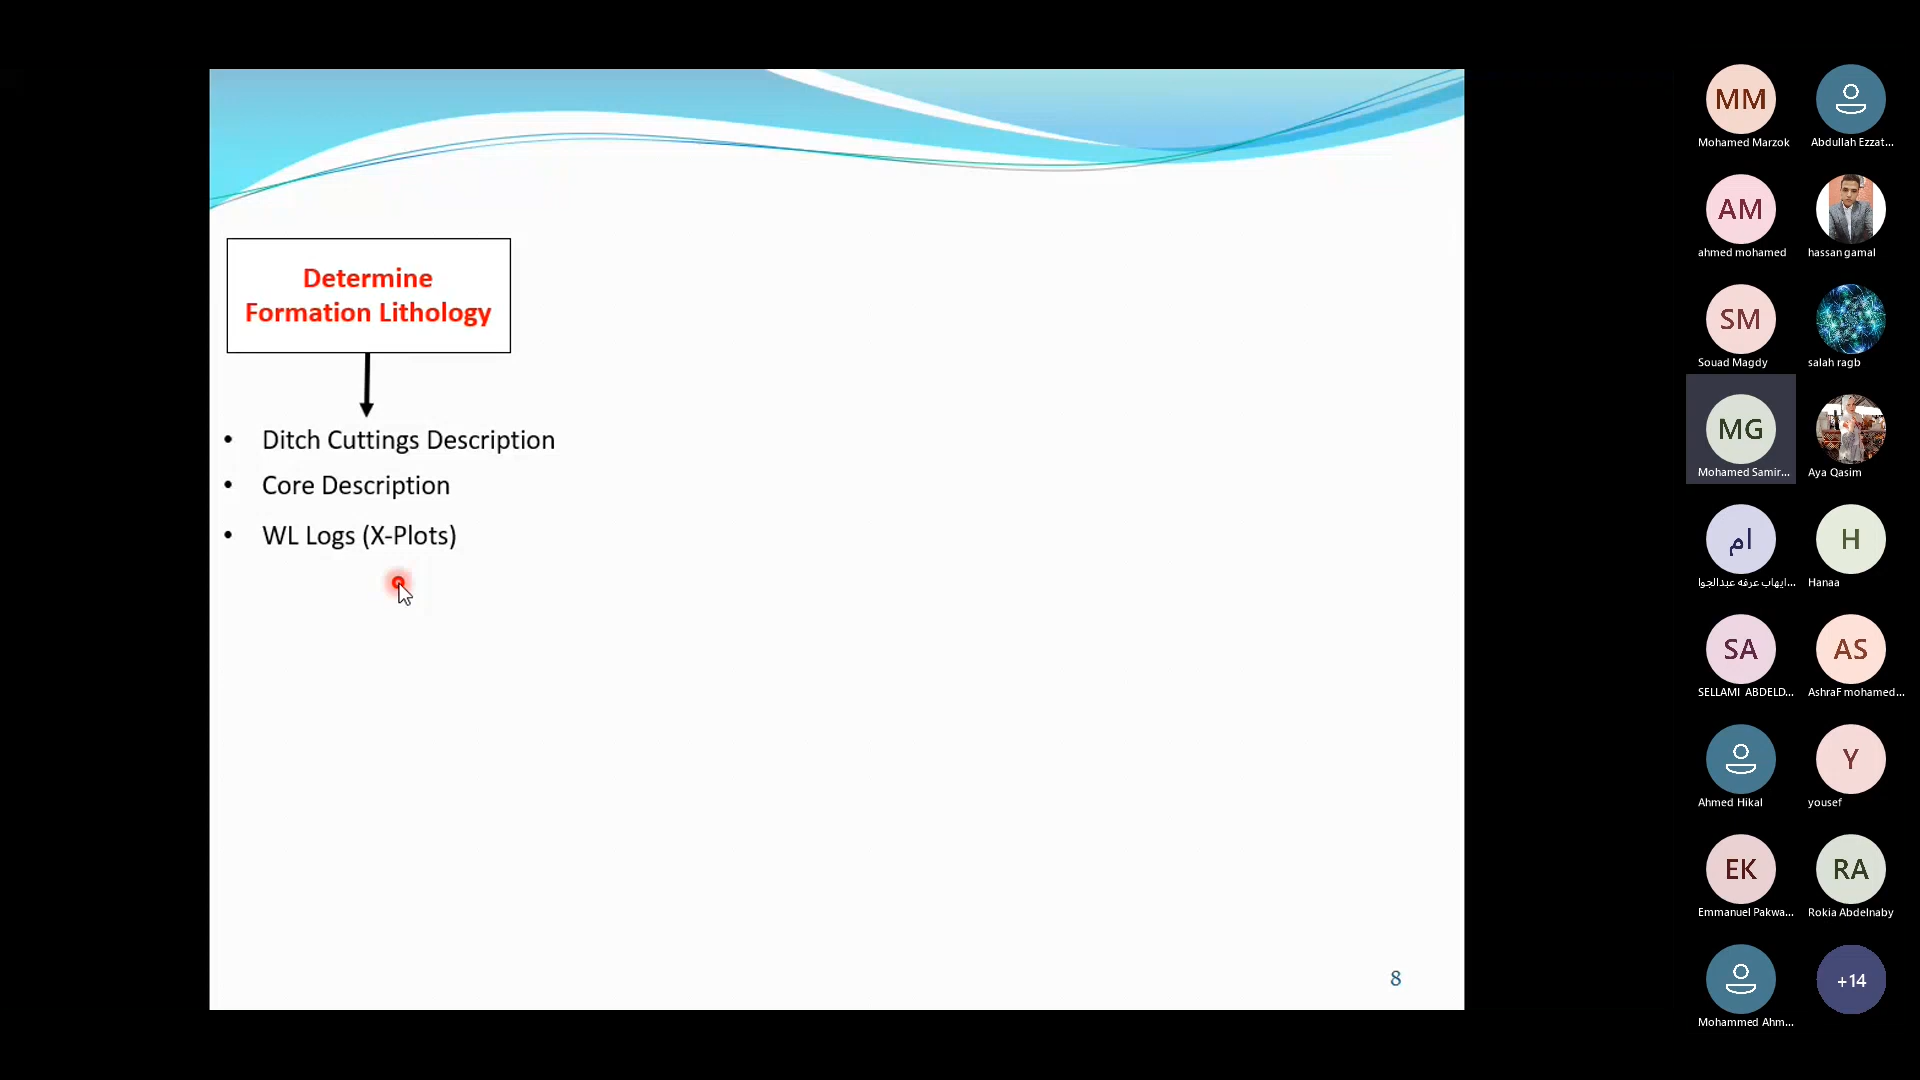 Determine
Formation Lithology
• Ditch Cuttings Description
• Core Description
• WL Logs (X-Plots)
8
MM
Mohamed Marzok
Abdullah Ezzat...
AM
ahmed mohamed
hassan gamal
SM
Souad Magdy
salah ragb
MG
Mohamed Samir...
Aya Qasim
ام
ايهاب عرفه عبدالجوا...
H
Hanaa
SA
SELLAMI ABDELD...
AS
AshraF mohamed...
Ahmed Hikal
Y
yousef
EK
Emmanuel Pakwa...
RA
Rokia Abdelnaby
Mohammed Ahm...
+14